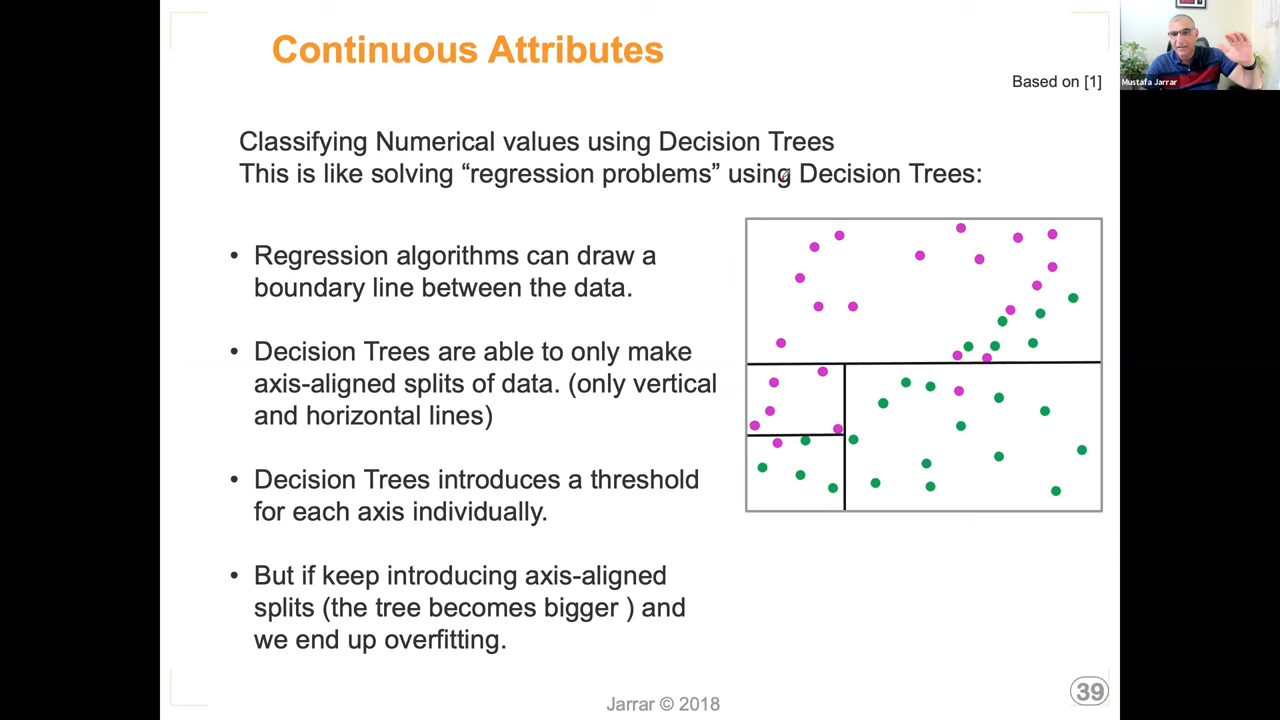 Continuous Attributes
Based on [1]
Mustafa Jarrar
Classifying Numerical values using Decision Trees
This is like solving “regression problems” using Decision Trees:
• Regression algorithms can draw a
boundary line between the data.
• Decision Trees are able to only make
axis-aligned splits of data. (only vertical
and horizontal lines)
• Decision Trees introduces a threshold
for each axis individually.
• But if keep introducing axis-aligned
splits (the tree becomes bigger ) and
we end up overfitting.
Jarrar © 2018
39